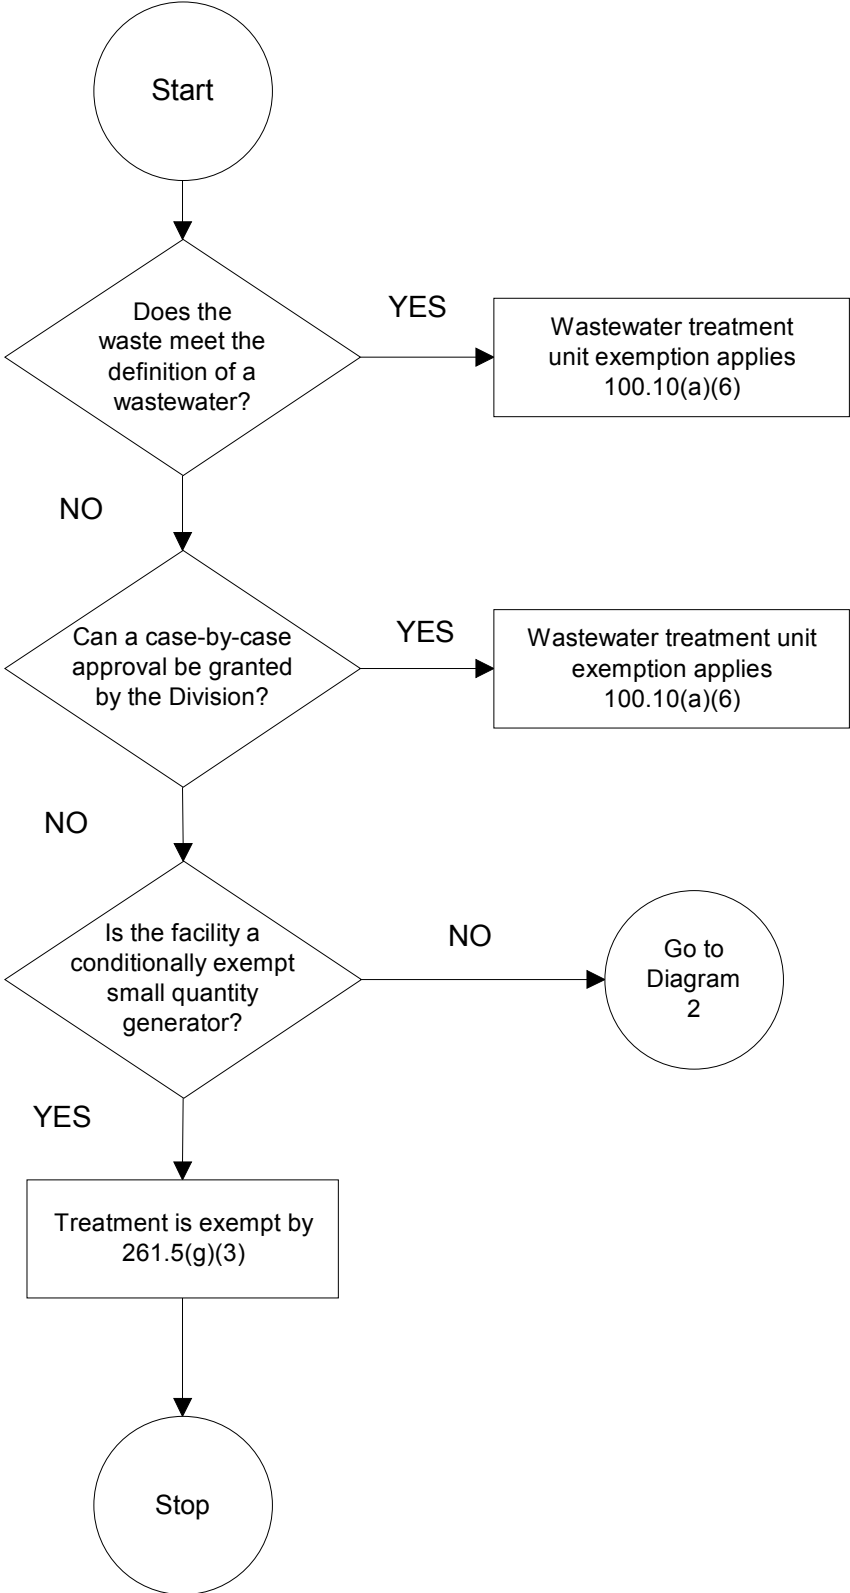 Start
Does the
waste meet the
definition of a
wastewater?
YES
Wastewater treatment
unit exemption applies
100.10(a)(6)
NO
Can a case-by-case
approval be granted
by the Division?
YES
Wastewater treatment unit
exemption applies
100.10(a)(6)
NO
Is the facility a
conditionally exempt
small quantity
generator?
NO
Go to
Diagram
2
YES
Treatment is exempt by
261.5(g)(3)
Stop